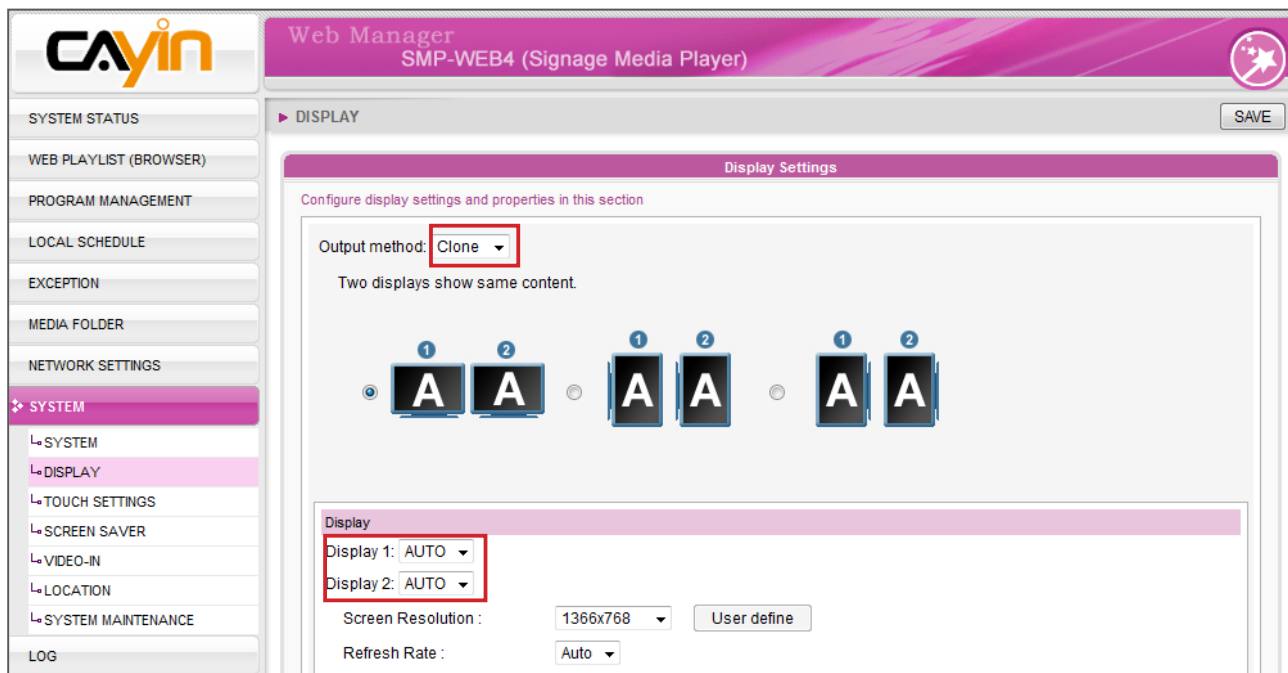 CAYIN
Web Manager
SMP-WEB4 (Signage Media Player)
SYSTEM STATUS
WEB PLAYLIST (BROWSER)
PROGRAM MANAGEMENT
LOCAL SCHEDULE
EXCEPTION
MEDIA FOLDER
NETWORK SETTINGS
SYSTEM
SYSTEM
DISPLAY
TOUCH SETTINGS
SCREEN SAVER
VIDEO-IN
LOCATION
SYSTEM MAINTENANCE
LOG
DISPLAY
SAVE
Display Settings
Configure display settings and properties in this section
Output method: Clone
Two displays show same content.
1 2 1 2 1 2
A A A A A A
Display
Display 1: AUTO
Display 2: AUTO
Screen Resolution : 1366x768 User define
Refresh Rate : Auto